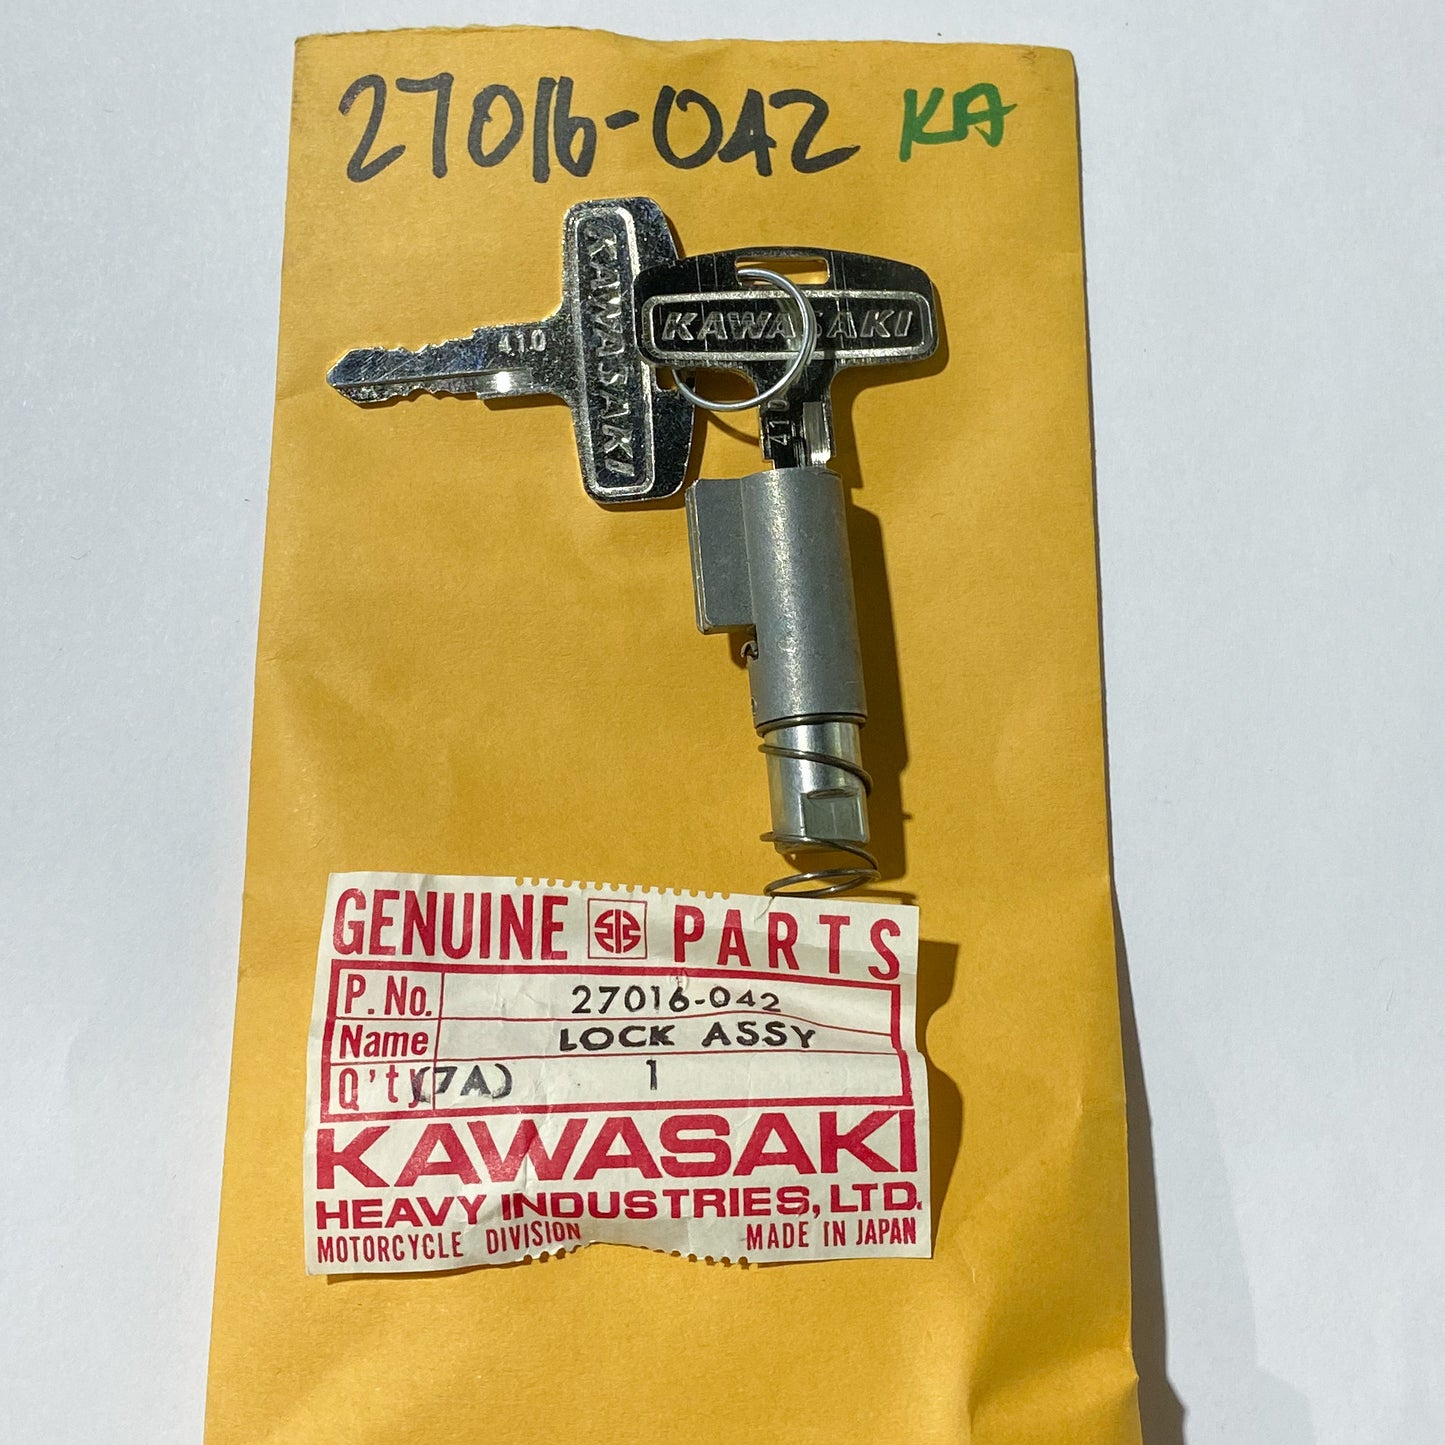 27016-042 KA
KAWASAKI
410
KAWASAKI
410
GENUINE PARTS
P. No. 27016-042
Name LOCK ASSY
Q'ty (7A) 1
KAWASAKI
HEAVY INDUSTRIES, LTD.
MOTORCYCLE DIVISION MADE IN JAPAN